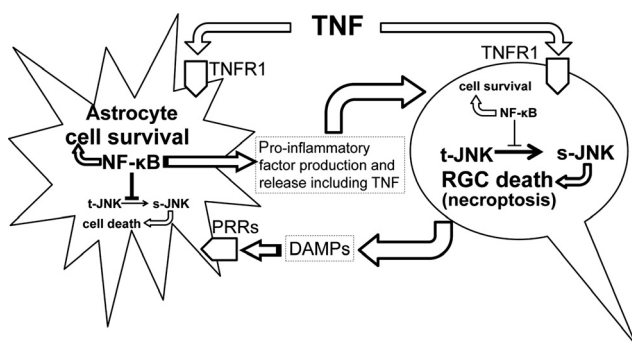 TNF
TNFR1
TNFR1
Astrocyte
cell survival
NF-κB
t-JNK
s-JNK
cell death
Pro-inflammatory
factor production and
release including TNF
cell survival
NF-κB
t-JNK
s-JNK
RGC death
(necroptosis)
PRRs
DAMPs